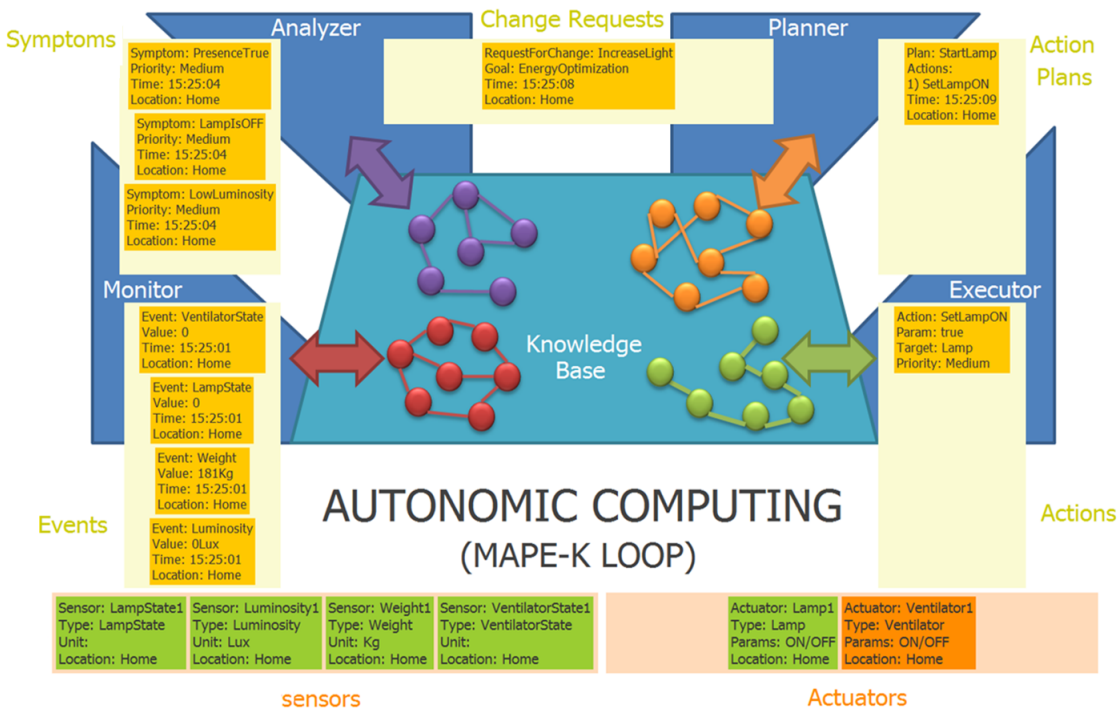 Symptoms
Analyzer
Change Requests
Planner
Action
Plans
Symptom: PresenceTrue
Priority: Medium
Time: 15:25:04
Location: Home
Symptom: LampIsOFF
Priority: Medium
Time: 15:25:04
Location: Home
Symptom: LowLuminosity
Priority: Medium
Time: 15:25:04
Location: Home
RequestForChange: IncreaseLight
Goal: EnergyOptimization
Time: 15:25:08
Location: Home
Plan: StartLamp
Actions:
1) SetLampON
Time: 15:25:09
Location: Home
Monitor
Event: VentilatorState
Value: 0
Time: 15:25:01
Location: Home
Event: LampState
Value: 0
Time: 15:25:01
Location: Home
Event: Weight
Value: 181Kg
Time: 15:25:01
Location: Home
Event: Luminosity
Value: 0Lux
Time: 15:25:01
Location: Home
Events
Knowledge
Base
Executor
Action: SetLampON
Param: true
Target: Lamp
Priority: Medium
Actions
AUTONOMIC COMPUTING
(MAPE-K LOOP)
Sensor: LampState1
Type: LampState
Unit:
Location: Home
Sensor: Luminosity1
Type: Luminosity
Unit: Lux
Location: Home
Sensor: Weight1
Type: Weight
Unit: Kg
Location: Home
Sensor: VentilatorState1
Type: VentilatorState
Unit:
Location: Home
Actuator: Lamp1
Type: Lamp
Params: ON/OFF
Location: Home
Actuator: Ventilator1
Type: Ventilator
Params: ON/OFF
Location: Home
sensors
Actuators